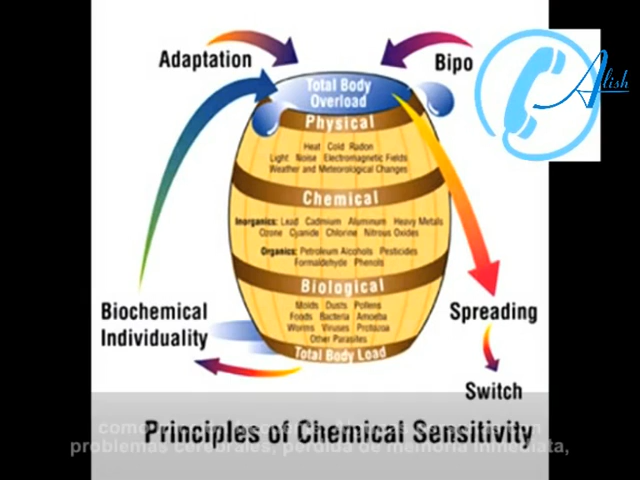 Adaptation
Bipo
Alish
Total Body
Overload
Physical
Heat Cold Radon
Light Noise Electromagnetic Fields
Weather and Meteorological Changes
Chemical
Inorganics: Lead Cadmium Aluminum Heavy Metals
Ozone Cyanide Chlorine Nitrous Oxides
Organics: Petroleum Alcohols Pesticides
Formaldehyde Phenols
Biological
Molds Dusts Pollens
Foods Bacteria Amoeba
Worms Viruses Protozoa
Other Parasites
Total Body Load
Biochemical
Individuality
Spreading
Switch
Principles of Chemical Sensitivity
problemas cerebrales, perdida de memoria inmediata,